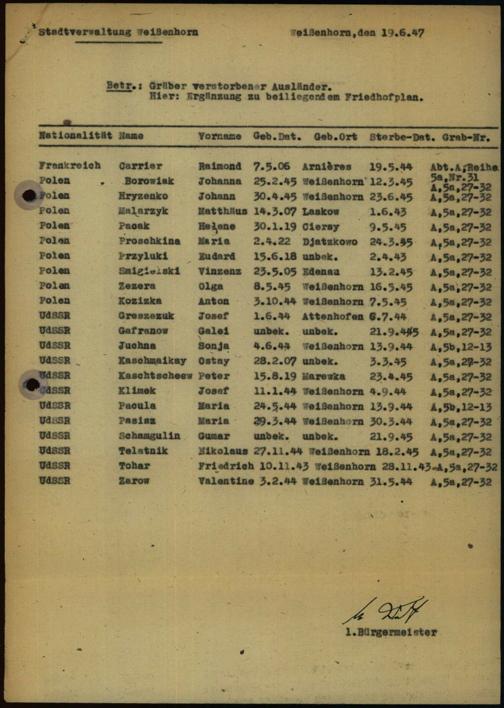 Stadtverwaltung Weißenhorn Weißenhorn,den 19.6.47
Betr.: Gräber verstorbener Ausländer.
Hier: Ergänzung zu beiliegendem Friedhofplan.
Nationalität Name Vorname Geb.Dat. Geb.Ort Sterbe-Dat. Grab-Nr.
Frankreich Carrier Raimond 7.5.06 Arnières 19.5.44 Abt.A,Reihe
5a,Nr.31
Polen Borowiak Johanna 25.2.45 Weißenhorn 12.3.45 A,5a,27-32
Polen Hryzenko Johann 30.4.45 Weißenhorn 23.6.45 A,5a,27-32
Polen Malarzyk Matthäus 14.3.07 Laskow 1.6.43 A,5a,27-32
Polen Pacak Helene 30.1.19 Ciersy 9.5.45 A,5a,27-32
Polen Proschkina Maria 2.4.22 Djatzkowo 24.3.45 A,5a,27-32
Polen Przyluki Eudard 15.6.18 unbek. 2.4.43 A,5a,27-32
Polen Smigielski Vinzenz 23.5.05 Edenau 13.2.45 A,5a,27-32
Polen Zezera Olga 8.5.45 Weißenhorn 16.5.45 A,5a,27-32
Polen Kozizka Anton 3.10.44 Weißenhorn 7.5.45 A,5a,27-32
UdSSR Greszezuk Josef 1.6.44 Attenhofen 6.7.44 A,5a,27-32
UdSSR Gafranow Galei unbek. unbek. 21.9.45 A,5a,27-32
UdSSR Juchna Sonja 4.6.44 Weißenhorn 13.9.44 A,5b,12-13
UdSSR Kaschmaikay Ostay 28.2.07 unbek. 3.3.45 A,5a,27-32
UdSSR Kaschtscheew Peter 15.8.19 Marewka 23.4.45 A,5a,27-32
UdSSR Klimek Josef 11.1.44 Weißenhorn 4.9.44 A,5a,27-32
UdSSR Pacula Maria 24.5.44 Weißenhorn 13.9.44 A,5b,12-13
UdSSR Pasisz Maria 29.3.44 Weißenhorn 30.3.44 A,5a,27-32
UdSSR Schamgulin Gumar unbek. unbek. 21.9.45 A,5a,27-32
UdSSR Telatnik Nikolaus 27.11.44 Weißenhorn 18.2.45 A,5a,27-32
UdSSR Tohar Friedrich 10.11.43 Weißenhorn 28.11.43 A,5a,27-32
UdSSR Zarow Valentine 3.2.44 Weißenhorn 31.5.44 A,5a,27-32
1.Bürgermeister